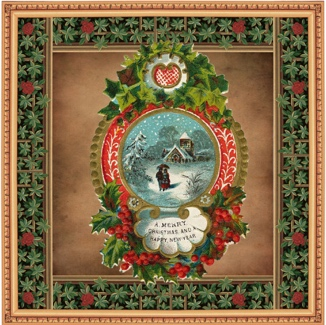 A MERRY
CHRISTMAS, AND A
HAPPY, NEW YEAR